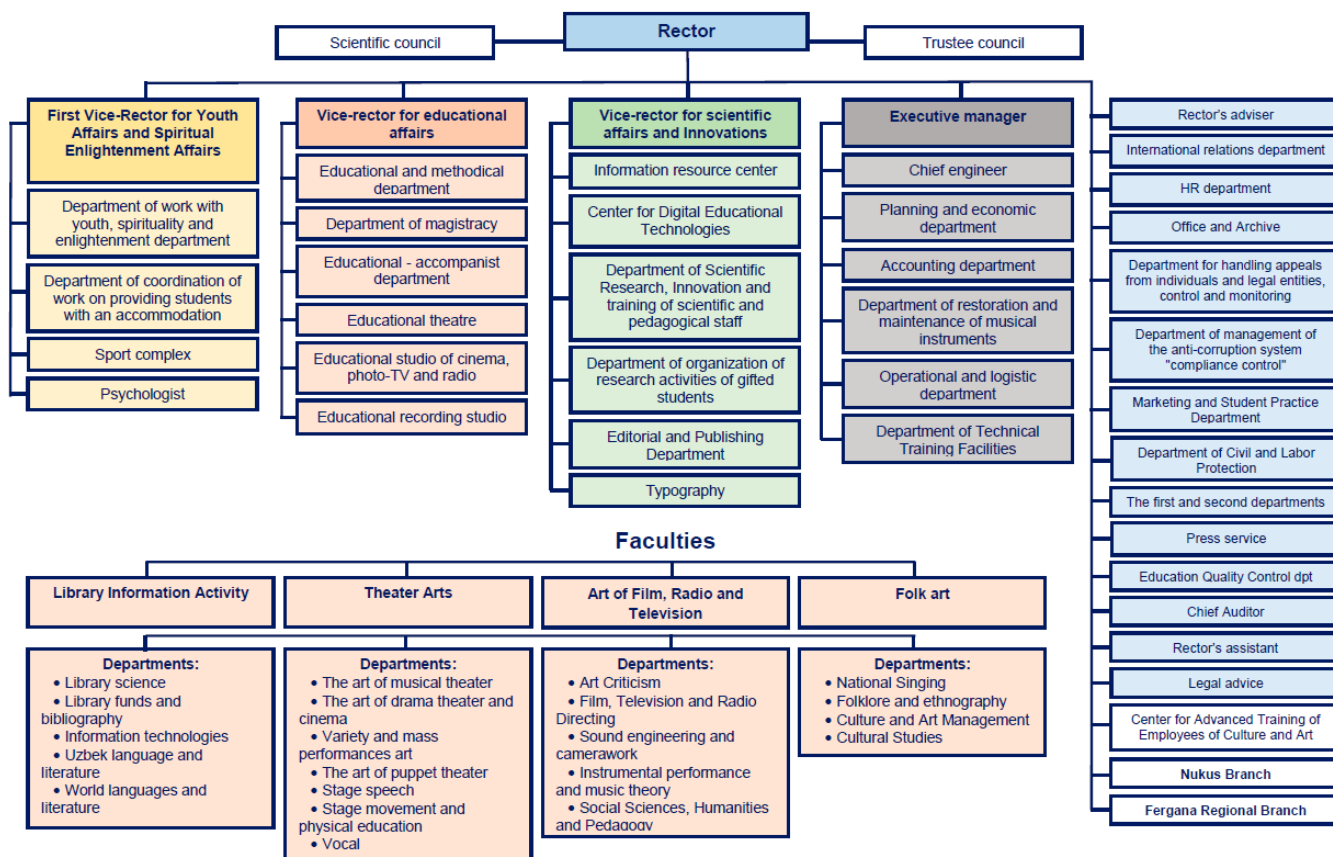 Rector
Scientific council
Trustee council
First Vice-Rector for Youth
Affairs and Spiritual
Enlightenment Affairs
Department of work with
youth, spirituality and
enlightenment department
Department of coordination of
work on providing students
with an accommodation
Sport complex
Psychologist
Vice-rector for educational
affairs
Educational and methodical
department
Department of magistracy
Educational - accompanist
department
Educational theatre
Educational studio of cinema,
photo-TV and radio
Educational recording studio
Vice-rector for scientific
affairs and Innovations
Information resource center
Center for Digital Educational
Technologies
Department of Scientific
Research, Innovation and
training of scientific and
pedagogical staff
Department of organization of
research activities of gifted
students
Editorial and Publishing
Department
Typography
Executive manager
Chief engineer
Planning and economic
department
Accounting department
Department of restoration and
maintenance of musical
instruments
Operational and logistic
department
Department of Technical
Training Facilities
Rector's adviser
International relations department
HR department
Office and Archive
Department for handling appeals
from individuals and legal entities,
control and monitoring
Department of management of
the anti-corruption system
"compliance control"
Marketing and Student Practice
Department
Department of Civil and Labor
Protection
The first and second departments
Press service
Education Quality Control dpt
Chief Auditor
Rector's assistant
Legal advice
Center for Advanced Training of
Employees of Culture and Art
Nukus Branch
Fergana Regional Branch
Faculties
Library Information Activity
Theater Arts
Art of Film, Radio and
Television
Folk art
Departments:
• Library science
• Library funds and
bibliography
• Information technologies
• Uzbek language and
literature
• World languages and
literature
Departments:
• The art of musical theater
• The art of drama theater and
cinema
• Variety and mass
performances art
• The art of puppet theater
• Stage speech
• Stage movement and
physical education
• Vocal
Departments:
• Art Criticism
• Film, Television and Radio
Directing
• Sound engineering and
camerawork
• Instrumental performance
and music theory
• Social Sciences, Humanities
and Pedagogy
Departments:
• National Singing
• Folklore and ethnography
• Culture and Art Management
• Cultural Studies